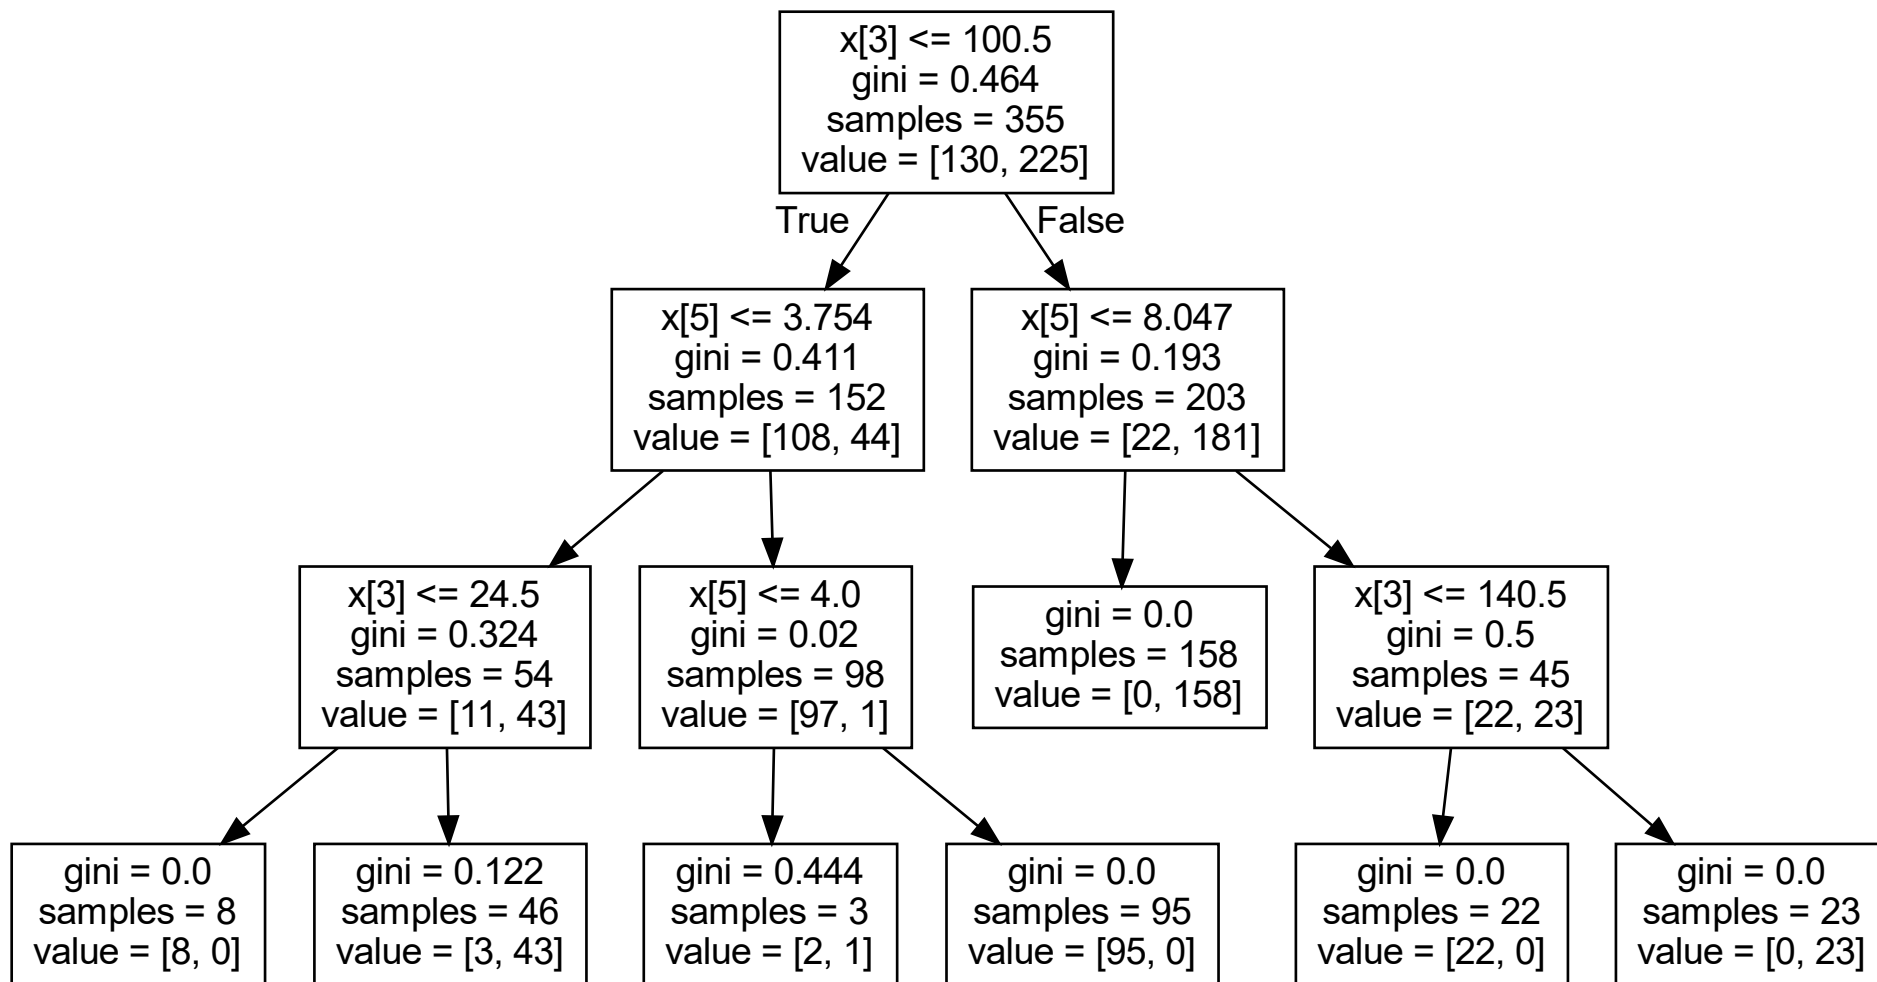 x[3] <= 100.5
gini = 0.464
samples = 355
value = [130, 225]
True
False
x[5] <= 3.754
gini = 0.411
samples = 152
value = [108, 44]
x[5] <= 8.047
gini = 0.193
samples = 203
value = [22, 181]
x[3] <= 24.5
gini = 0.324
samples = 54
value = [11, 43]
x[5] <= 4.0
gini = 0.02
samples = 98
value = [97, 1]
gini = 0.0
samples = 158
value = [0, 158]
x[3] <= 140.5
gini = 0.5
samples = 45
value = [22, 23]
gini = 0.0
samples = 8
value = [8, 0]
gini = 0.122
samples = 46
value = [3, 43]
gini = 0.444
samples = 3
value = [2, 1]
gini = 0.0
samples = 95
value = [95, 0]
gini = 0.0
samples = 22
value = [22, 0]
gini = 0.0
samples = 23
value = [0, 23]